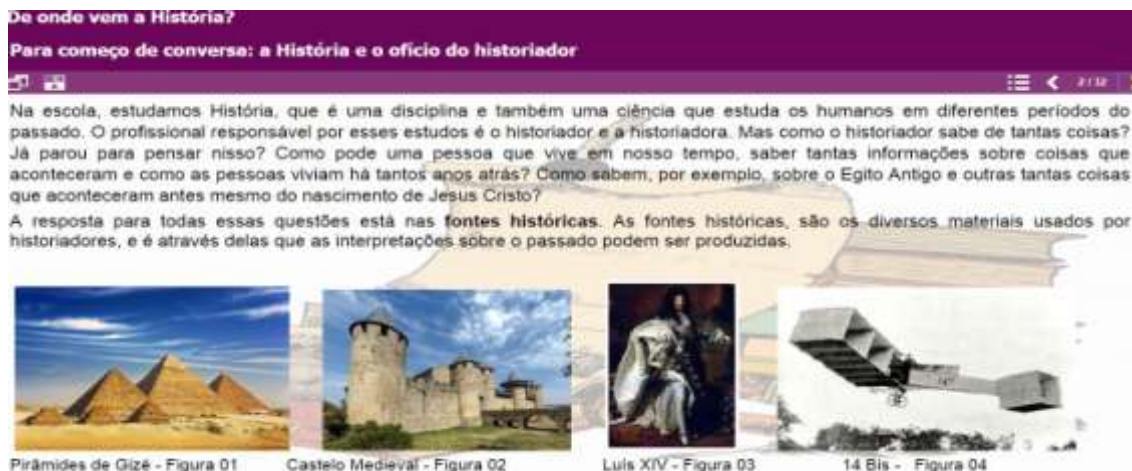 De onde vem a História?
Para começo de conversa: a História e o ofício do historiador
2 / 12
Na escola, estudamos História, que é uma disciplina e também uma ciência que estuda os humanos em diferentes períodos do
passado. O profissional responsável por esses estudos é o historiador e a historiadora. Mas como o historiador sabe de tantas coisas?
Já parou para pensar nisso? Como pode uma pessoa que vive em nosso tempo, saber tantas informações sobre coisas que
aconteceram e como as pessoas viviam há tantos anos atrás? Como sabem, por exemplo, sobre o Egito Antigo e outras tantas coisas
que aconteceram antes mesmo do nascimento de Jesus Cristo?
A resposta para todas essas questões está nas fontes históricas. As fontes históricas, são os diversos materiais usados por
historiadores, e é através delas que as interpretações sobre o passado podem ser produzidas.
Pirâmides de Gizé - Figura 01 Castelo Medieval - Figura 02 Luís XIV - Figura 03 14 Bis - Figura 04